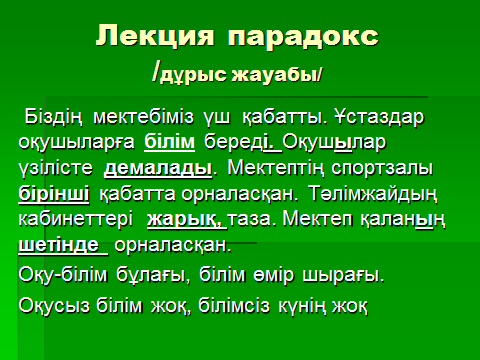 Лекция парадокс
/дұрыс жауабы/
Біздің мектебіміз үш қабатты. Ұстаздар
оқушыларға білім береді. Оқушылар
үзілісте демалады. Мектептің спортзалы
бірінші қабатта орналасқан. Тәлімжайдың
кабинеттері жарық, таза. Мектеп қаланың
шетінде орналасқан.
Оқу-білім бұлағы, білім өмір шырағы.
Оқусыз білім жоқ, білімсіз күнің жоқ